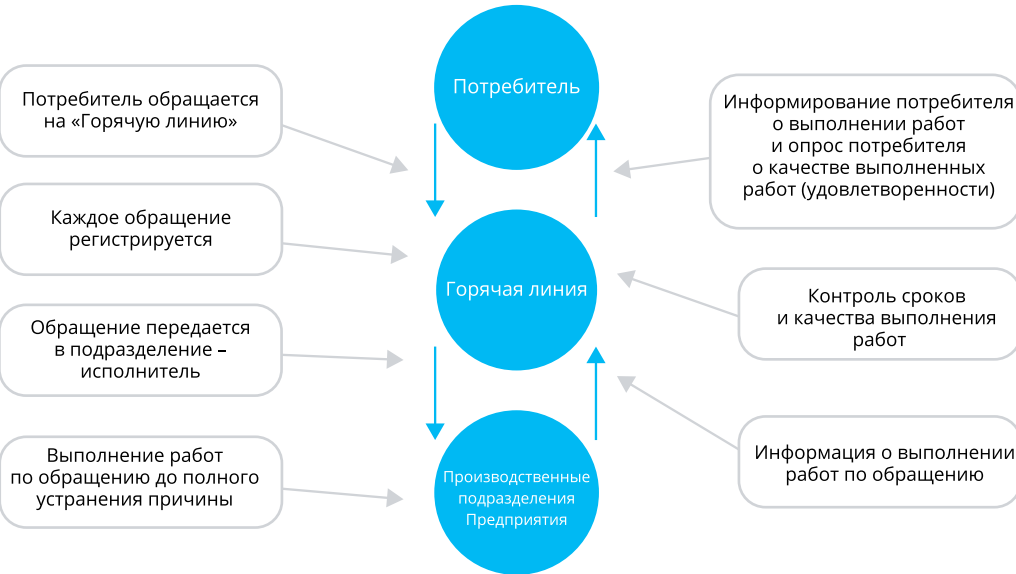 Потребитель
Потребитель обращается
на «Горячую линию»
Информирование потребителя
о выполнении работ
и опрос потребителя
о качестве выполненных
работ (удовлетворенности)
Каждое обращение
регистрируется
Горячая линия
Контроль сроков
и качества выполнения
работ
Обращение передается
в подразделение –
исполнитель
Выполнение работ
по обращению до полного
устранения причины
Производственные
подразделения
Предприятия
Информация о выполнении
работ по обращению